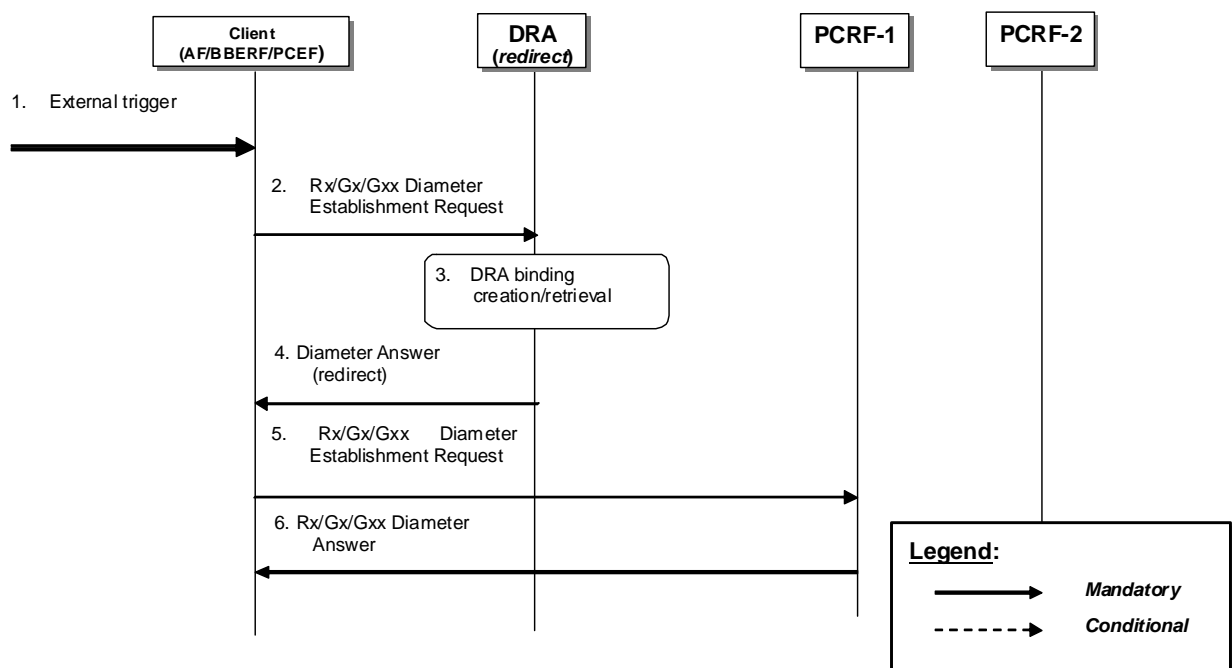 Client
(AF/BBERF/PCEF)
DRA
(redirect)
PCRF-1
PCRF-2
1. External trigger
2. Rx/Gx/Gxx Diameter
Establishment Request
3. DRA binding
creation/retrieval
4. Diameter Answer
(redirect)
5. Rx/Gx/Gxx Diameter
Establishment Request
6. Rx/Gx/Gxx Diameter
Answer
Legend:
Mandatory
Conditional